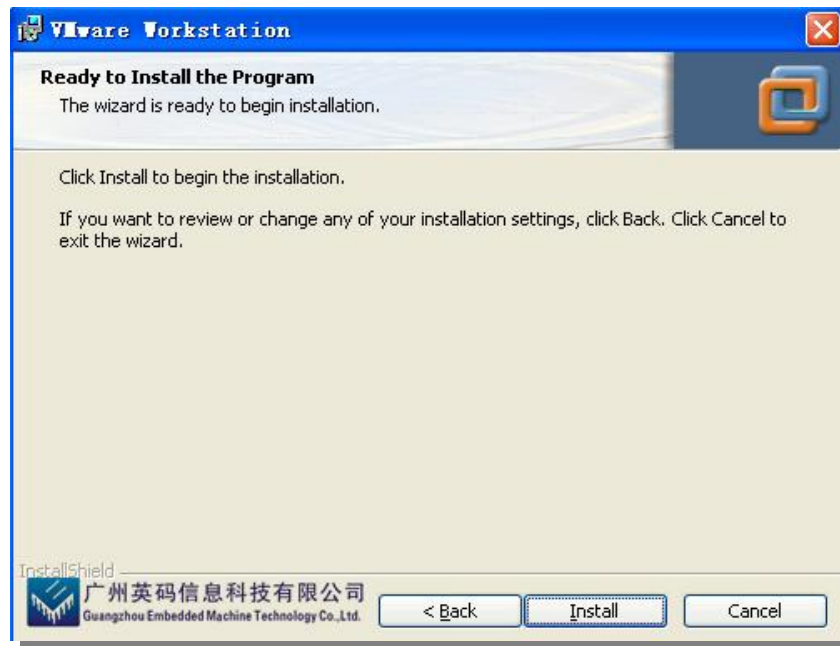 VMware Workstation
Ready to Install the Program
The wizard is ready to begin installation.
Click Install to begin the installation.
If you want to review or change any of your installation settings, click Back. Click Cancel to
exit the wizard.
InstallShield
广州英码信息科技有限公司
Guangzhou Embedded Machine Technology Co.,Ltd.
< Back
Install
Cancel